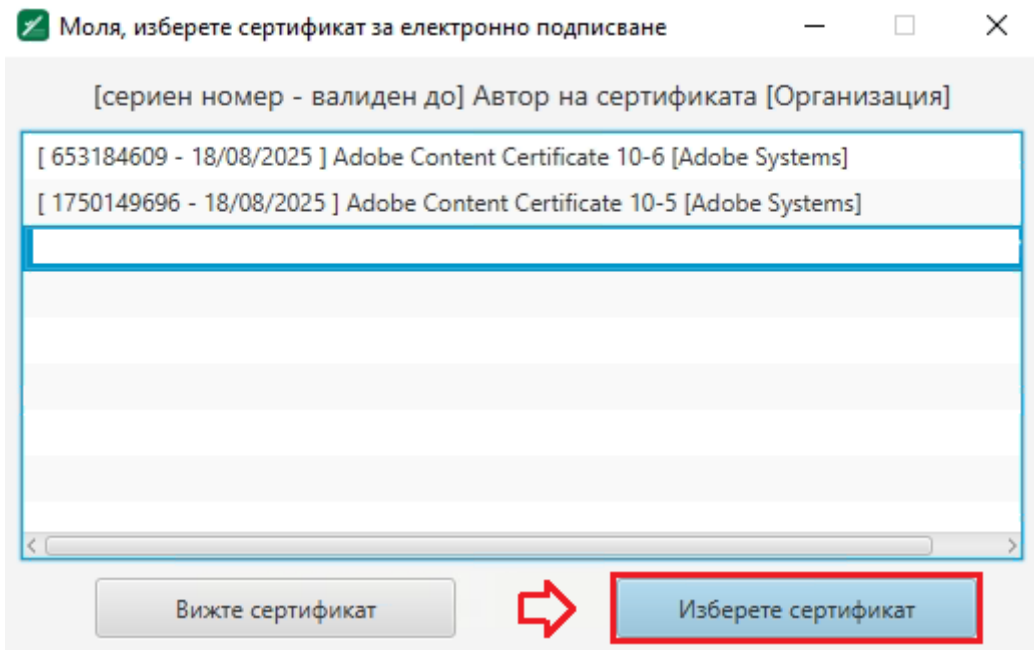 Моля, изберете сертификат за електронно подписване
[сериен номер - валиден до] Автор на сертификата [Организация]
[ 653184609 - 18/08/2025 ] Adobe Content Certificate 10-6 [Adobe Systems]
[ 1750149696 - 18/08/2025 ] Adobe Content Certificate 10-5 [Adobe Systems]
Вижте сертификат
Изберете сертификат